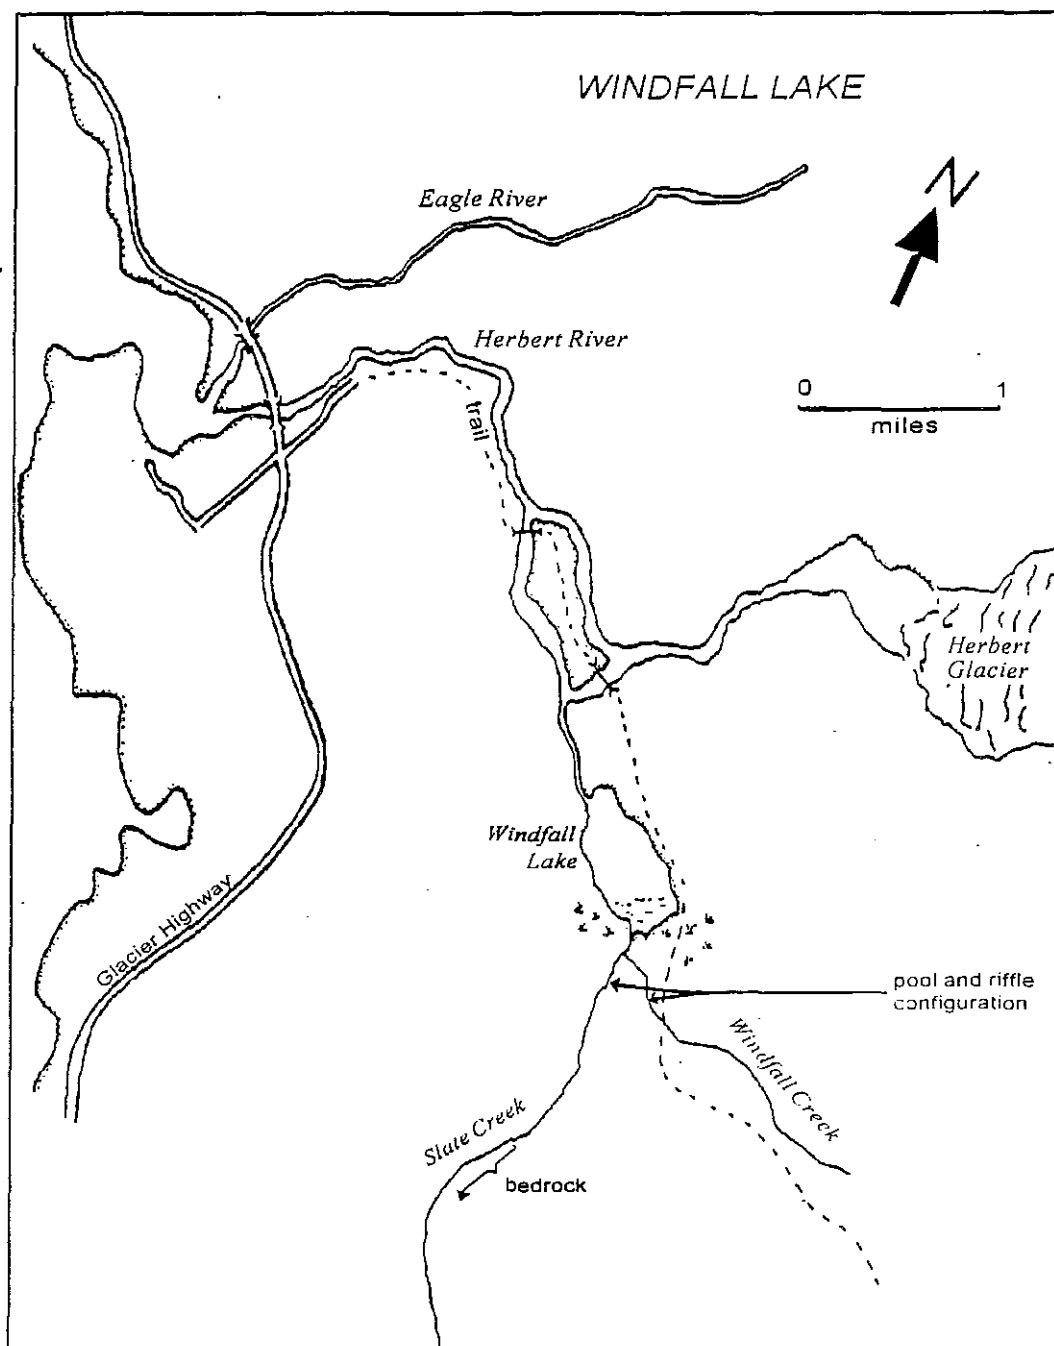 WINDFALL LAKE
N
Eagle River
Herbert River
0 1
miles
trail
Herbert
Glacier
Windfall
Lake
Glacier Highway
pool and riffle
configuration
Windfall Creek
Slate Creek
bedrock